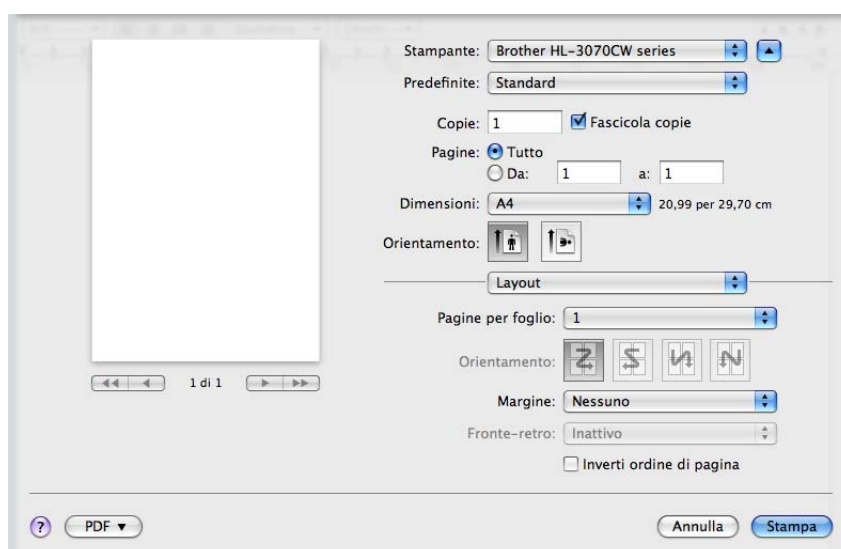 Stampante: Brother HL-3070CW series
Predefinite: Standard
Copie: 1 Fascicola copie
Pagine: Tutto
Da: 1 a: 1
Dimensioni: A4 20,99 per 29,70 cm
Orientamento:
Layout
Pagine per foglio: 1
Orientamento:
1 di 1
Margine: Nessuno
Fronte-retro: Inattivo
Inverti ordine di pagina
? PDF Annulla Stampa